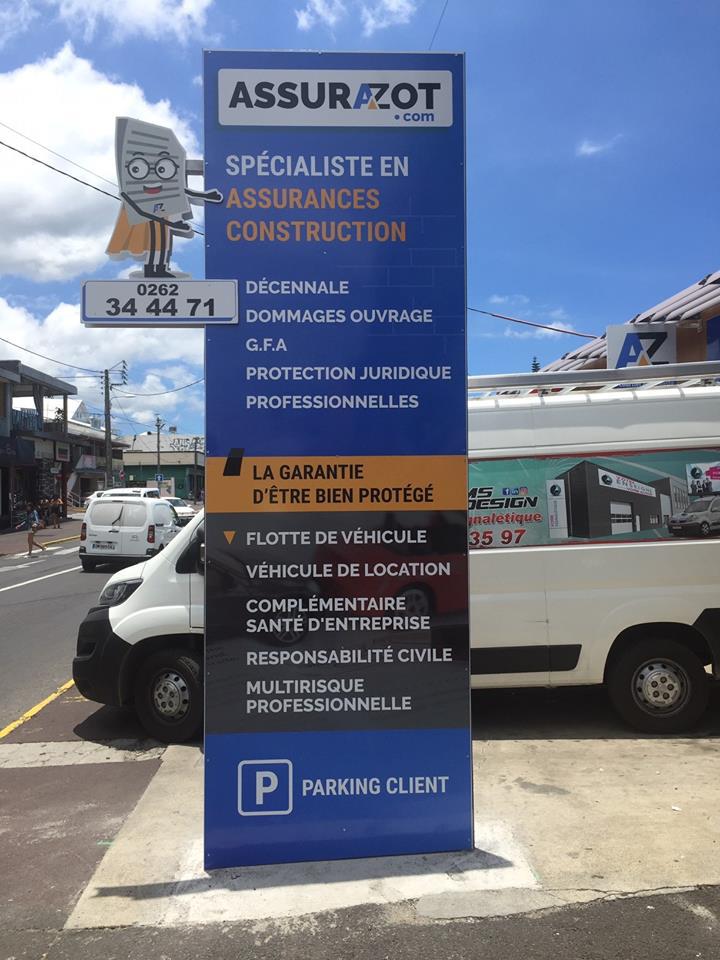 ASSURAZOT
.com
SPÉCIALISTE EN
ASSURANCES
CONSTRUCTION
AZ
0262
34 44 71
DÉCENNALE
DOMMAGES OUVRAGE
G.F.A
PROTECTION JURIDIQUE
PROFESSIONNELLES
LA GARANTIE
D'ÊTRE BIEN PROTÉGÉ
FLOTTE DE VÉHICULE
VÉHICULE DE LOCATION
COMPLÉMENTAIRE
SANTÉ D'ENTREPRISE
RESPONSABILITÉ CIVILE
MULTIRISQUE
PROFESSIONNELLE
P PARKING CLIENT
AZ
MS
DESIGN
gnalétique
35 97